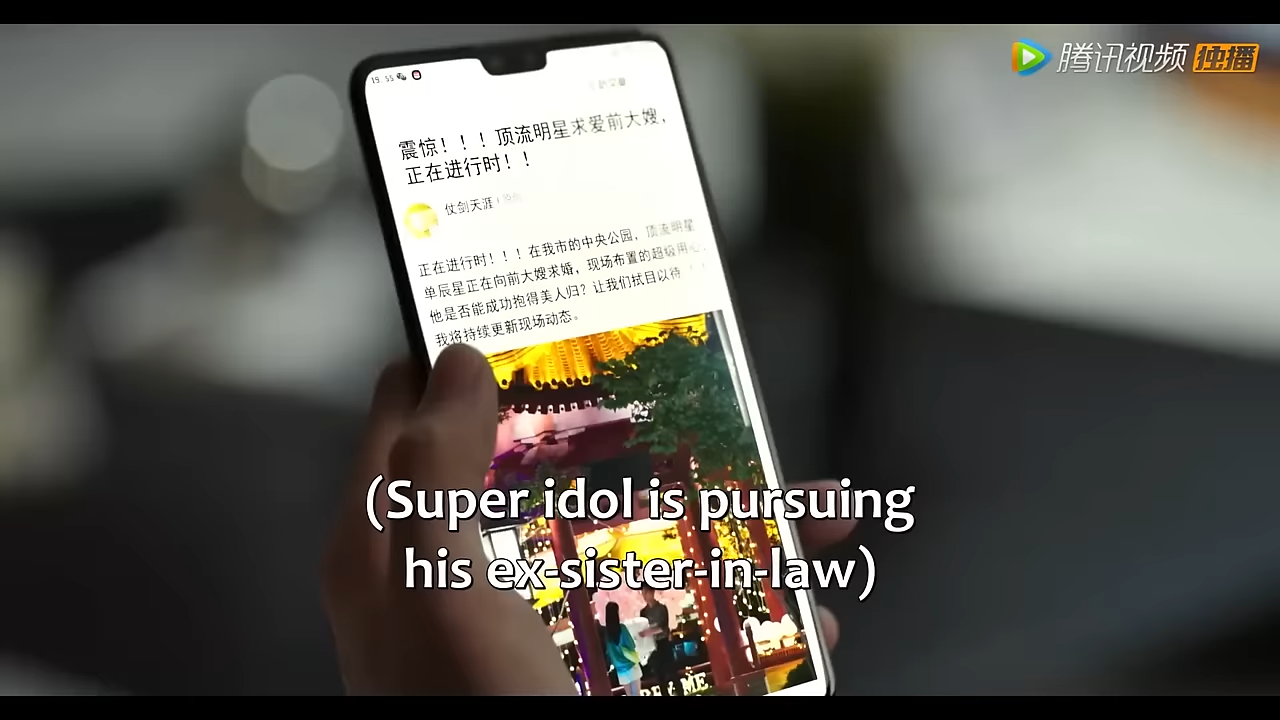 腾讯视频 独播
19:55
震惊！！！顶流明星求爱前大嫂，
正在进行时！！
仗剑天涯
正在进行时！！！在我市的中央公园，顶流明星
单辰星正在向前大嫂求婚，现场布置的超级用心，
他是否能成功抱得美人归？让我们拭目以待！！
我将持续更新现场动态。
(Super idol is pursuing
his ex-sister-in-law)
ME